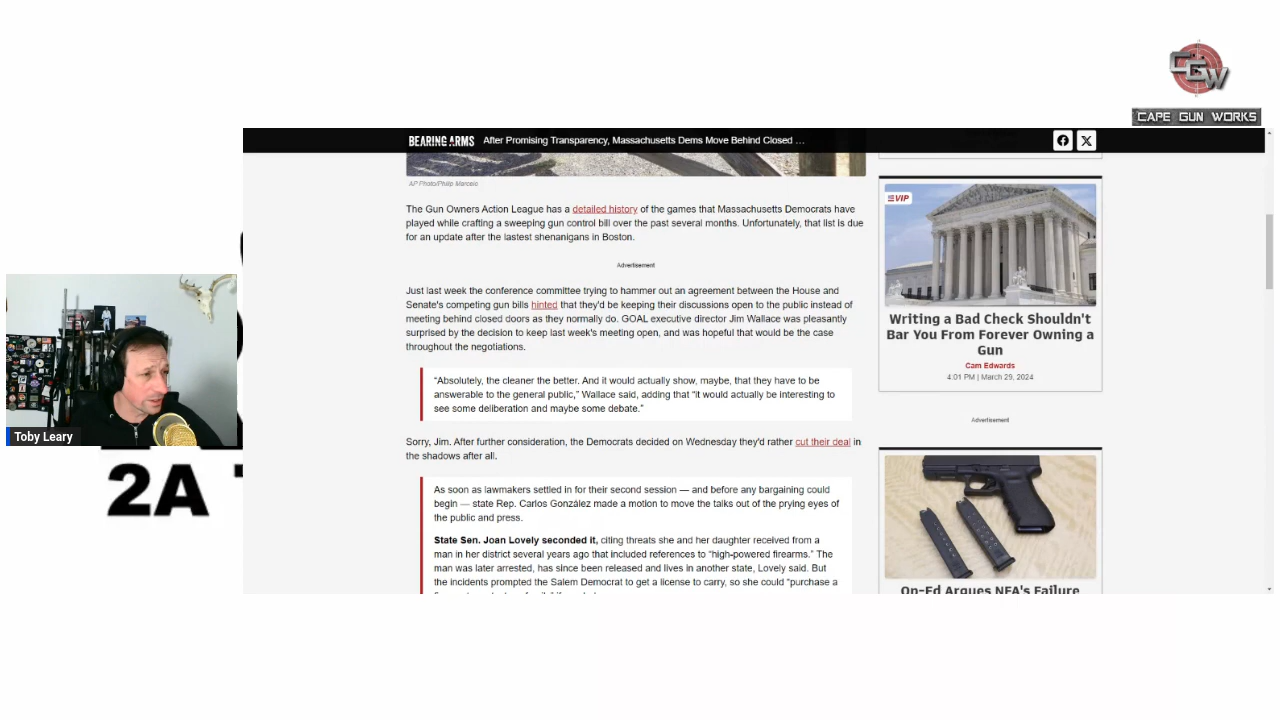 CGW
CAPE GUN WORKS
BEARING ARMS
After Promising Transparency, Massachusetts Dems Move Behind Closed ...
AP Photo/Philip Marcelo
The Gun Owners Action League has a detailed history of the games that Massachusetts Democrats have
played while crafting a sweeping gun control bill over the past several months. Unfortunately, that list is due
for an update after the lastest shenanigans in Boston.
Advertisement
Just last week the conference committee trying to hammer out an agreement between the House and
Senate's competing gun bills hinted that they'd be keeping their discussions open to the public instead of
meeting behind closed doors as they normally do. GOAL executive director Jim Wallace was pleasantly
surprised by the decision to keep last week's meeting open, and was hopeful that would be the case
throughout the negotiations.
“Absolutely, the cleaner the better. And it would actually show, maybe, that they have to be
answerable to the general public,” Wallace said, adding that “it would actually be interesting to
see some deliberation and maybe some debate.”
Sorry, Jim. After further consideration, the Democrats decided on Wednesday they'd rather cut their deal in
the shadows after all.
As soon as lawmakers settled in for their second session — and before any bargaining could
begin — state Rep. Carlos González made a motion to move the talks out of the prying eyes of
the public and press.
State Sen. Joan Lovely seconded it, citing threats she and her daughter received from a
man in her district several years ago that included references to “high-powered firearms.” The
man was later arrested, has since been released and lives in another state, Lovely said. But
the incidents prompted the Salem Democrat to get a license to carry, so she could “purchase a
VIP
Writing a Bad Check Shouldn't
Bar You From Forever Owning a
Gun
Cam Edwards
4:01 PM | March 29, 2024
Advertisement
On-Ed Argues NFA's Failure
Toby Leary
2A